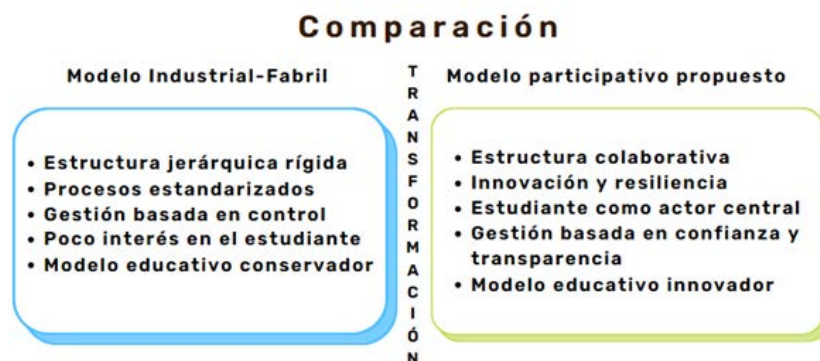 Comparación
Modelo Industrial-Fabril
• Estructura jerárquica rígida
• Procesos estandarizados
• Gestión basada en control
• Poco interés en el estudiante
• Modelo educativo conservador
TRANSFORMACIÓN
Modelo participativo propuesto
• Estructura colaborativa
• Innovación y resiliencia
• Estudiante como actor central
• Gestión basada en confianza y
transparencia
• Modelo educativo innovador